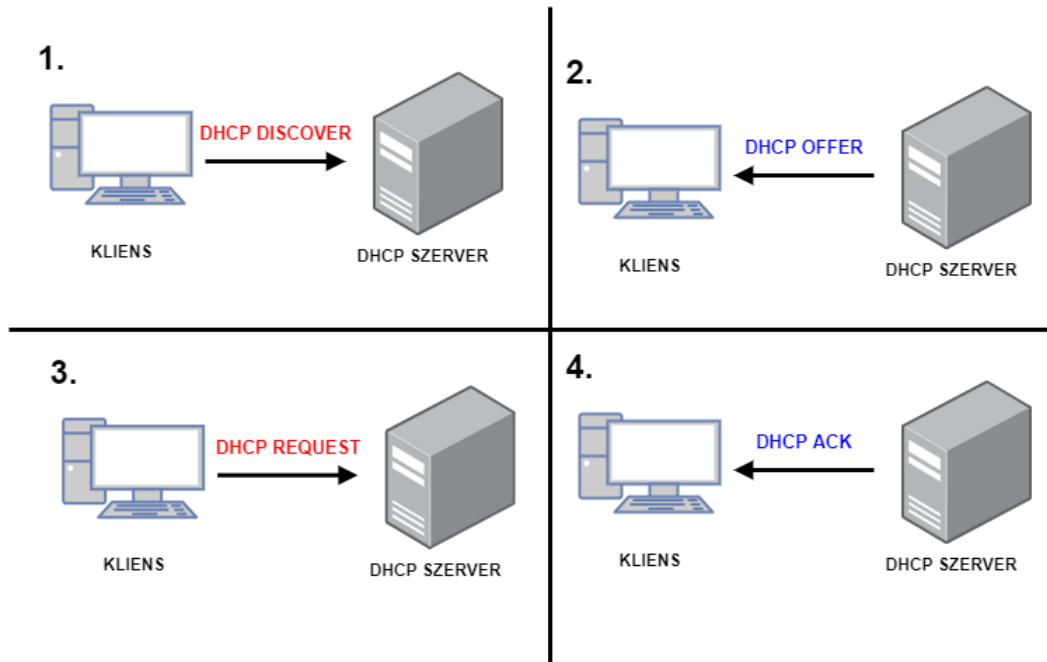 1.
DHCP DISCOVER
KLIENS
DHCP SZERVER
2.
DHCP OFFER
KLIENS
DHCP SZERVER
3.
DHCP REQUEST
KLIENS
DHCP SZERVER
4.
DHCP ACK
KLIENS
DHCP SZERVER